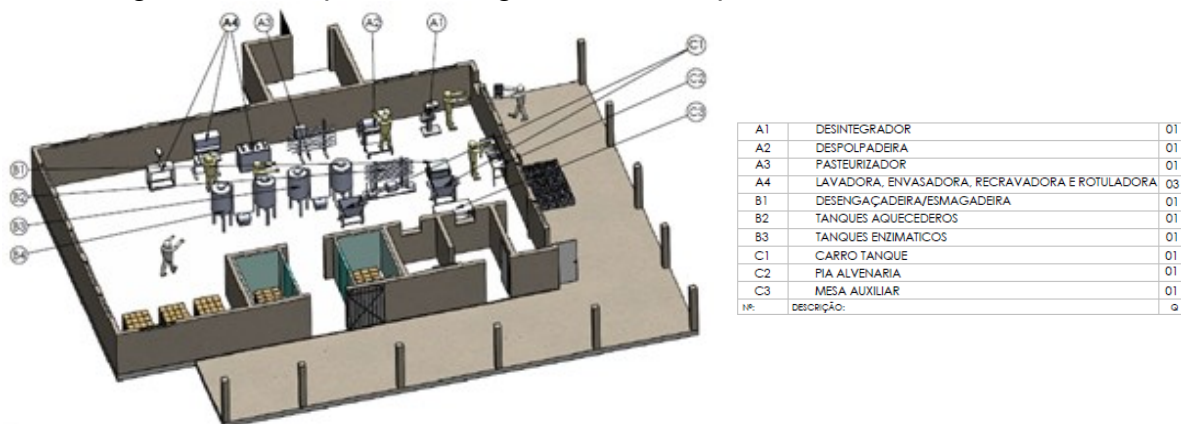 A4 A3 A2 A1
C1
C2
C3
B1
B2
B3
B4
A1 DESINTEGRADOR 01
A2 DESPOLPADEIRA 01
A3 PASTEURIZADOR 01
A4 LAVADORA, ENVASADORA, RECRAVADORA E ROTULADORA 03
B1 DESENGAÇADEIRA/ESMAGADEIRA 01
B2 TANQUES AQUECEDEROS 01
B3 TANQUES ENZIMATICOS 01
C1 CARRO TANQUE 01
C2 PIA ALVENARIA 01
C3 MESA AUXILIAR 01
Nº: DESCRIÇÃO: Q